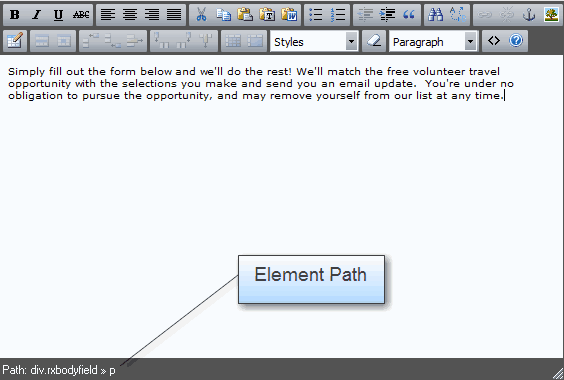 B I U ABC
Styles Paragraph
Simply fill out the form below and we'll do the rest! We'll match the free volunteer travel
opportunity with the selections you make and send you an email update.  You're under no
obligation to pursue the opportunity, and may remove yourself from our list at any time.
Element Path
Path: div.rxbodyfield » p